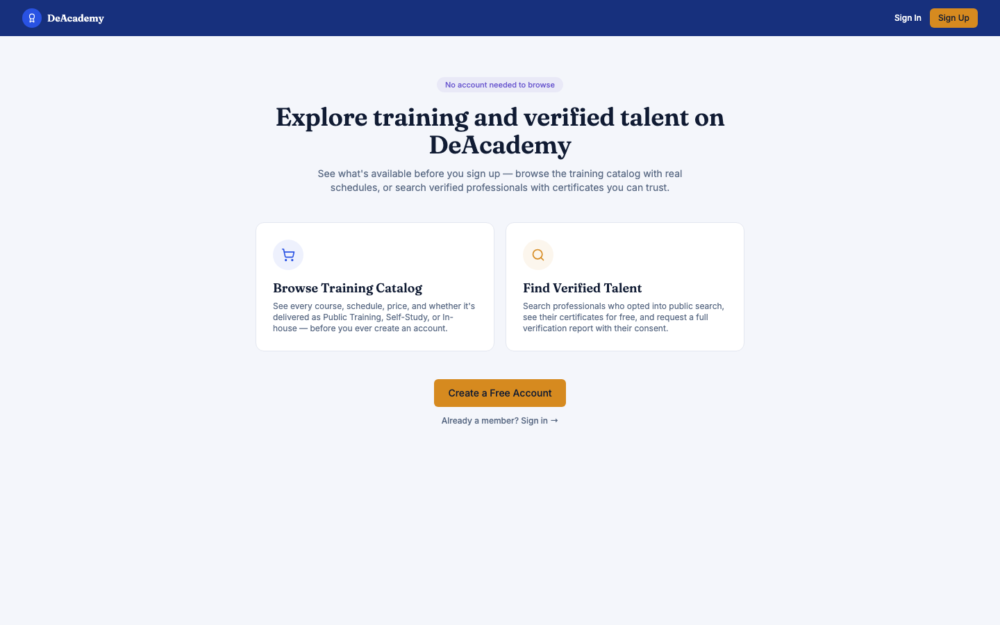 DeAcademy
Sign In
Sign Up
No account needed to browse
Explore training and verified talent on
DeAcademy
See what's available before you sign up — browse the training catalog with real
schedules, or search verified professionals with certificates you can trust.
Browse Training Catalog
See every course, schedule, price, and whether it's
delivered as Public Training, Self-Study, or In-
house — before you ever create an account.
Find Verified Talent
Search professionals who opted into public search,
see their certificates for free, and request a full
verification report with their consent.
Create a Free Account
Already a member? Sign in →